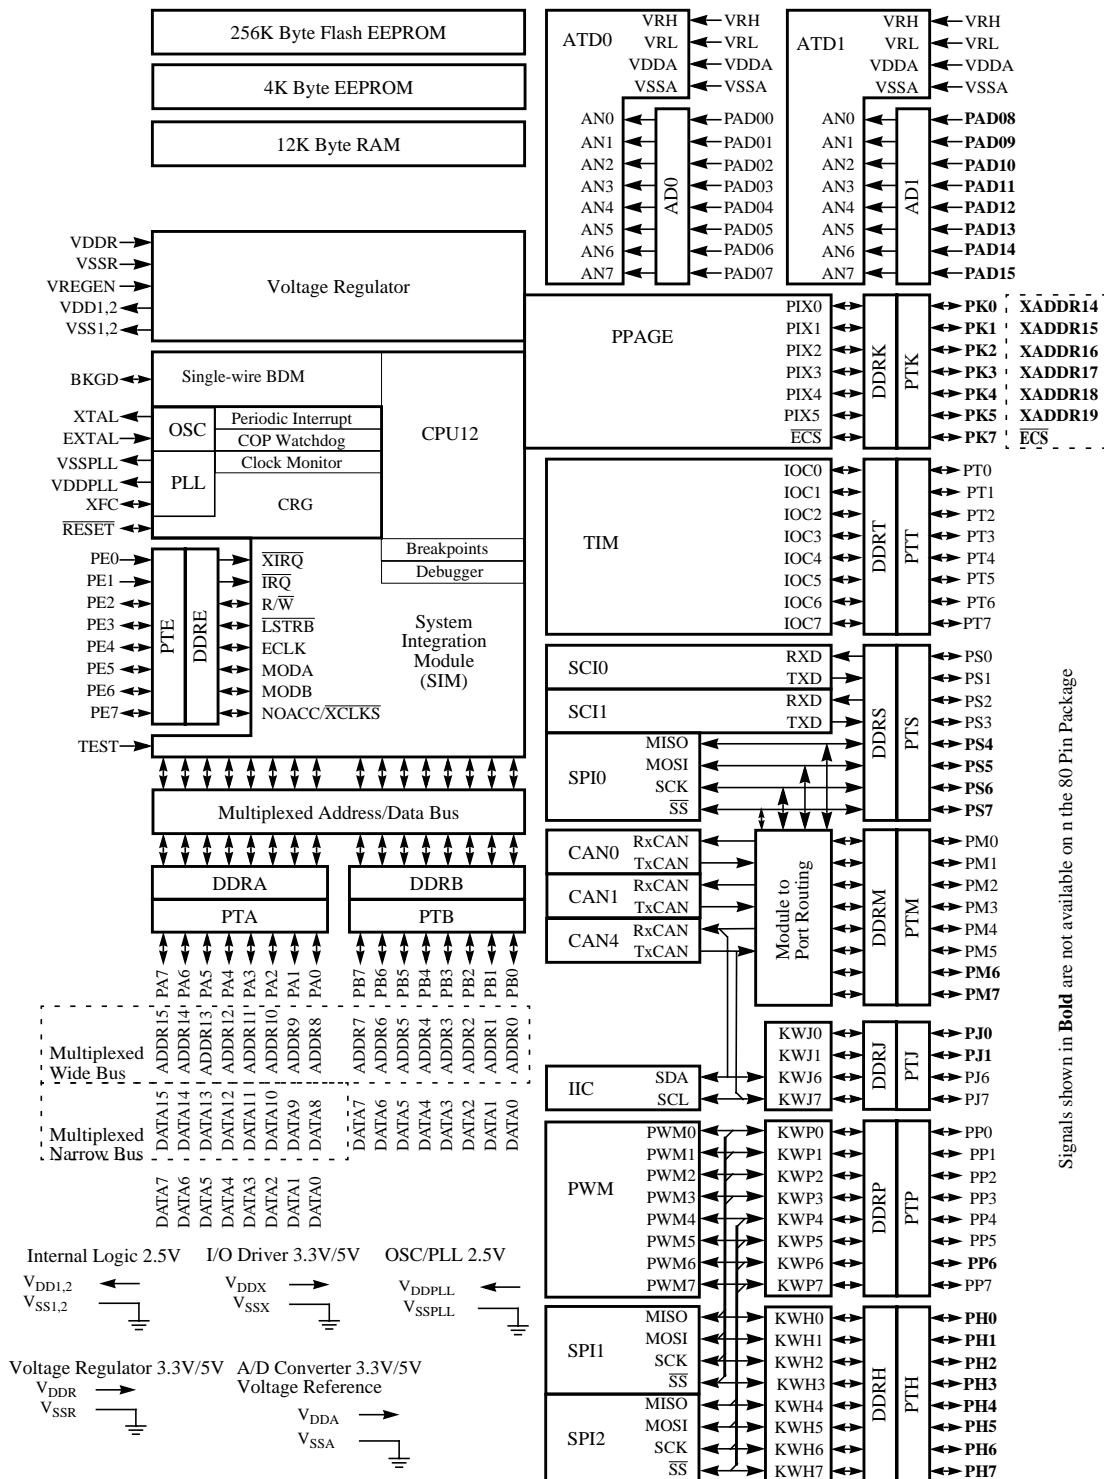 256K Byte Flash EEPROM
4K Byte EEPROM
12K Byte RAM
ATD0
VRH VRH
VRL VRL
VDDA VDDA
VSSA VSSA
AN0 PAD00
AN1 PAD01
AN2 PAD02
AN3 PAD03
AN4 PAD04
AN5 PAD05
AN6 PAD06
AN7 PAD07
AD0
ATD1
VRH VRH
VRL VRL
VDDA VDDA
VSSA VSSA
AN0 PAD08
AN1 PAD09
AN2 PAD10
AN3 PAD11
AN4 PAD12
AN5 PAD13
AN6 PAD14
AN7 PAD15
AD1
VDDR
VSSR
VREGEN
VDD1,2
VSS1,2
Voltage Regulator
PPAGE
PIX0 PK0 XADDR14
PIX1 PK1 XADDR15
PIX2 PK2 XADDR16
PIX3 PK3 XADDR17
PIX4 PK4 XADDR18
PIX5 PK5 XADDR19
ECS PK7 ECS
DDRK
PTK
BKGD
XTAL
EXTAL
VSSPLL
VDDPLL
XFC
RESET
Single-wire BDM
OSC
PLL
Periodic Interrupt
COP Watchdog
Clock Monitor
CRG
CPU12
Breakpoints
Debugger
TIM
IOC0 PT0
IOC1 PT1
IOC2 PT2
IOC3 PT3
IOC4 PT4
IOC5 PT5
IOC6 PT6
IOC7 PT7
DDRT
PTT
PE0 XIRQ
PE1 IRQ
PE2 R/W
PE3 LSTRB
PE4 ECLK
PE5 MODA
PE6 MODB
PE7 NOACC/XCLKS
PTE
DDRE
TEST
System
Integration
Module
(SIM)
SCI0
RXD PS0
TXD PS1
SCI1
RXD PS2
TXD PS3
SPI0
MISO PS4
MOSI PS5
SCK PS6
SS PS7
DDRS
PTS
Multiplexed Address/Data Bus
DDRA
PTA
DDRB
PTB
CAN0
RxCAN PM0
TxCAN PM1
CAN1
RxCAN PM2
TxCAN PM3
CAN4
RxCAN PM4
TxCAN PM5
PM6
PM7
Module to
Port Routing
DDRM
PTM
PA7 PA6 PA5 PA4 PA3 PA2 PA1 PA0 PB7 PB6 PB5 PB4 PB3 PB2 PB1 PB0
Multiplexed
Wide Bus
ADDR15 ADDR14 ADDR13 ADDR12 ADDR11 ADDR10 ADDR9 ADDR8 ADDR7 ADDR6 ADDR5 ADDR4 ADDR3 ADDR2 ADDR1 ADDR0
DATA15 DATA14 DATA13 DATA12 DATA11 DATA10 DATA9 DATA8 DATA7 DATA6 DATA5 DATA4 DATA3 DATA2 DATA1 DATA0
Multiplexed
Narrow Bus
DATA7 DATA6 DATA5 DATA4 DATA3 DATA2 DATA1 DATA0
IIC
SDA
SCL
KWJ0 PJ0
KWJ1 PJ1
KWJ6 PJ6
KWJ7 PJ7
DDRJ
PTJ
PWM
PWM0 KWP0 PP0
PWM1 KWP1 PP1
PWM2 KWP2 PP2
PWM3 KWP3 PP3
PWM4 KWP4 PP4
PWM5 KWP5 PP5
PWM6 KWP6 PP6
PWM7 KWP7 PP7
DDRP
PTP
SPI1
MISO KWH0 PH0
MOSI KWH1 PH1
SCK KWH2 PH2
SS KWH3 PH3
SPI2
MISO KWH4 PH4
MOSI KWH5 PH5
SCK KWH6 PH6
SS KWH7 PH7
DDRH
PTH
Internal Logic 2.5V
VDD1,2
VSS1,2
I/O Driver 3.3V/5V
VDDX
VSSX
OSC/PLL 2.5V
VDDPLL
VSSPLL
Voltage Regulator 3.3V/5V
VDDR
VSSR
A/D Converter 3.3V/5V
Voltage Reference
VDDA
VSSA
Signals shown in Bold are not available on n the 80 Pin Package